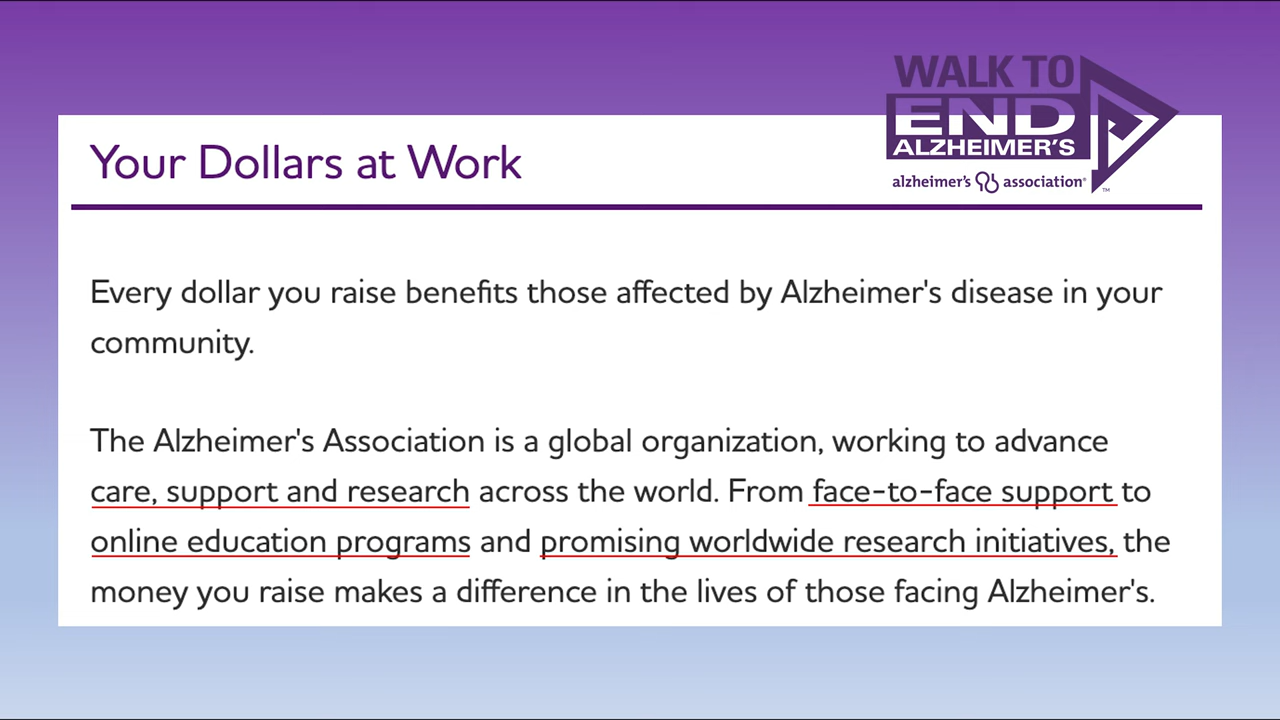 WALK TO
END
ALZHEIMER'S
alzheimer's association®
™
Your Dollars at Work
Every dollar you raise benefits those affected by Alzheimer's disease in your
community.
The Alzheimer's Association is a global organization, working to advance
care, support and research across the world. From face-to-face support to
online education programs and promising worldwide research initiatives, the
money you raise makes a difference in the lives of those facing Alzheimer's.